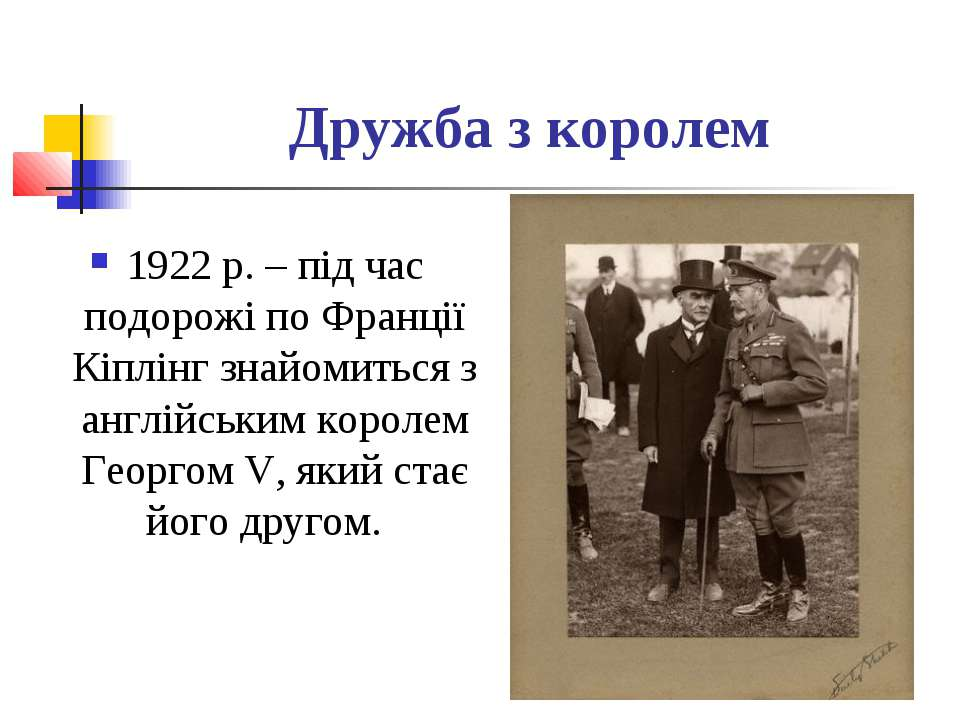 Дружба з королем
1922 р. – під час
подорожі по Франції
Кіплінг знайомиться з
англійським королем
Георгом V, який стає
його другом.